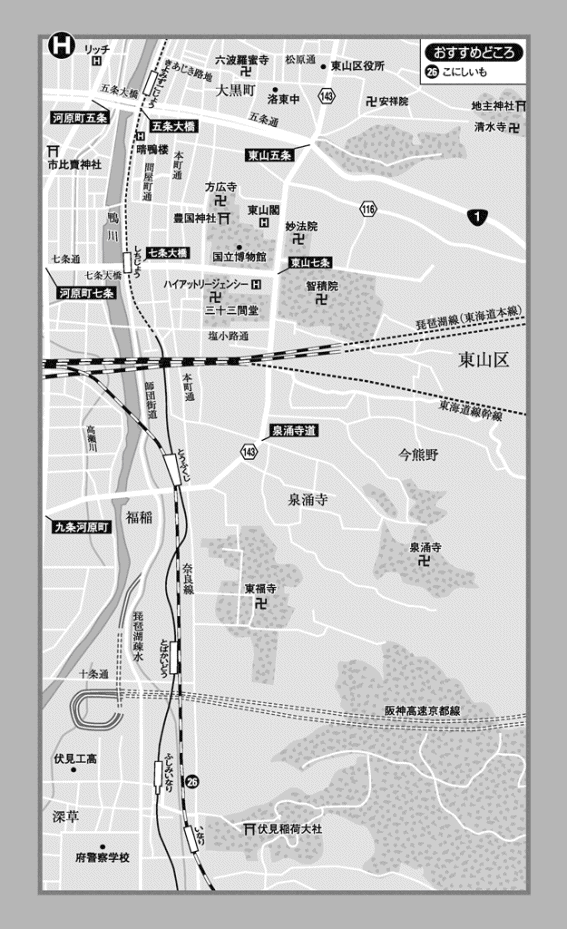 H
リッチ
H
きよみずごじょう
あじき路地
六波羅蜜寺
松原通
東山区役所
おすすめどころ
26 こにしいも
五条大橋
大黒町
洛東中
143
安祥院
地主神社
清水寺
河原町五条
五条大橋
五条通
東山五条
H
晴鴨楼
市比賣神社
問屋町通
本町通
方広寺
豊国神社
東山閣
H
妙法院
116
1
鴨川
しちじょう
七条大橋
国立博物館
東山七条
七条通
七条大橋
河原町七条
ハイアットリージェンシー H
三十三間堂
智積院
塩小路通
琵琶湖線(東海道本線)
東山区
師団街道
本町通
東海道線幹線
高瀬川
とうふくじ
143
泉涌寺道
今熊野
泉涌寺
九条河原町
福稲
泉涌寺
奈良線
東福寺
琵琶湖疎水
とばかいどう
十条通
阪神高速京都線
伏見工高
ふしみいなり
26
深草
いなり
伏見稲荷大社
府警察学校